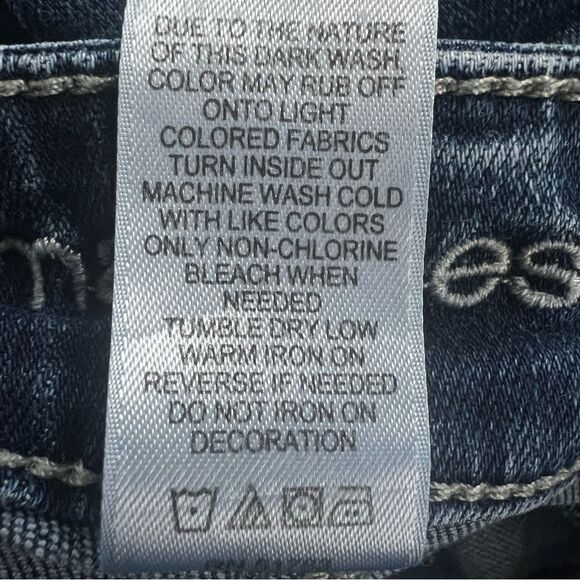 DUE TO THE NATURE
OF THIS DARK WASH
COLOR MAY RUB OFF
ONTO LIGHT
COLORED FABRICS
TURN INSIDE OUT
MACHINE WASH COLD
WITH LIKE COLORS
ONLY NON-CHLORINE
BLEACH WHEN
NEEDED
TUMBLE DRY LOW
WARM IRON ON
REVERSE IF NEEDED
DO NOT IRON ON
DECORATION
es